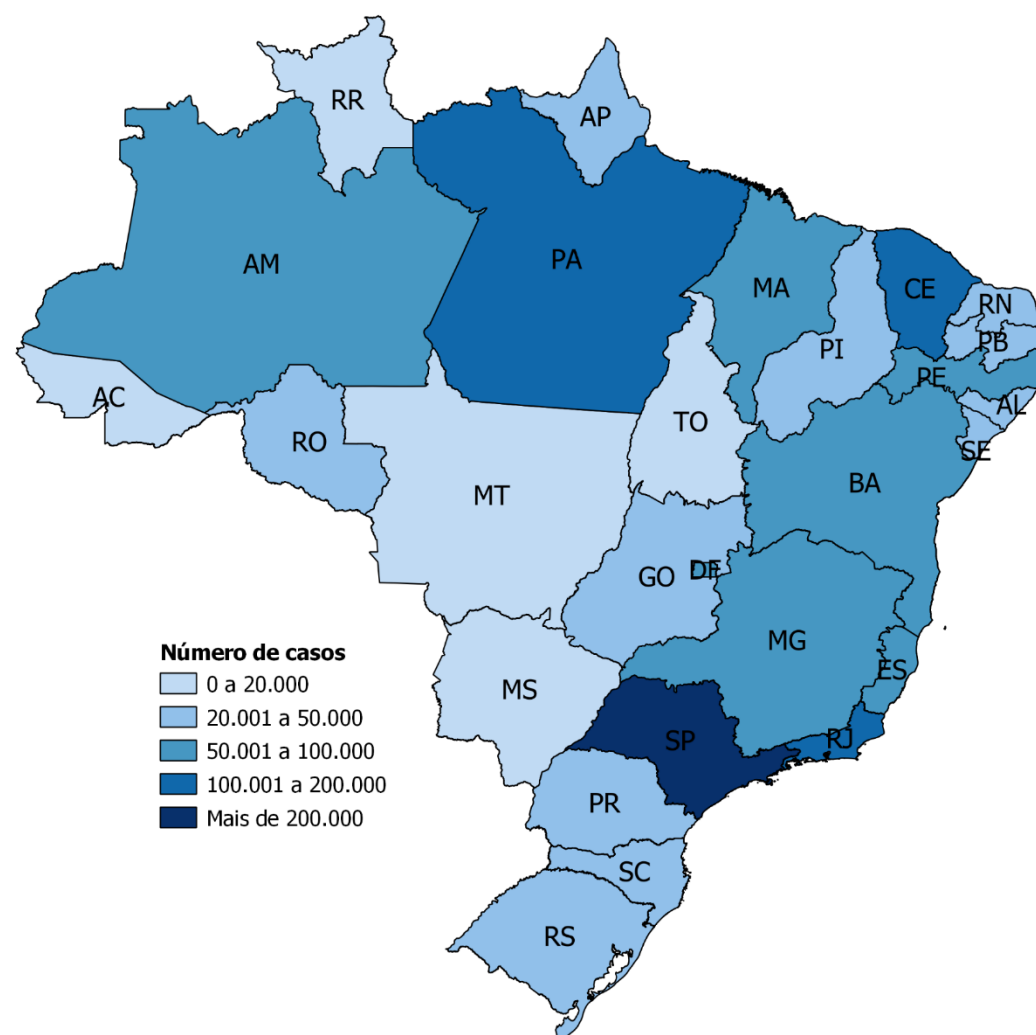 RR
AP
AM
PA
MA
CE
RN
PB
PI
PE
AC
AL
TO
RO
SE
BA
MT
GO
DF
MG
Número de casos
0 a 20.000
20.001 a 50.000
50.001 a 100.000
100.001 a 200.000
Mais de 200.000
MS
ES
SP
RJ
PR
SC
RS